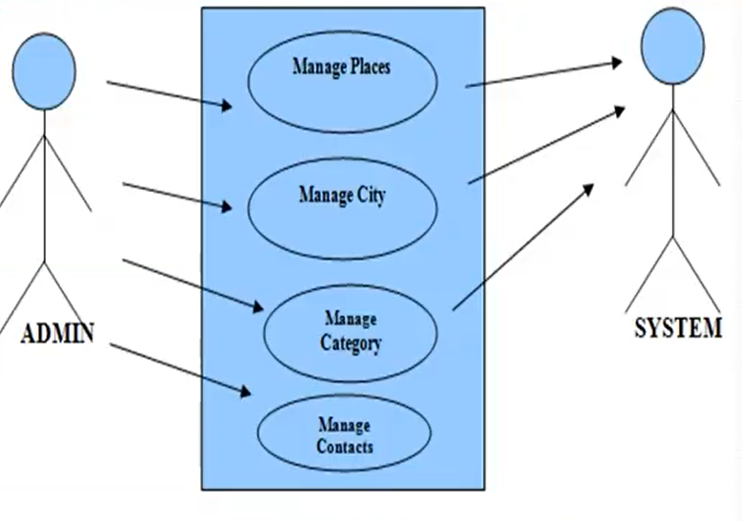 Manage Places
Manage City
Manage
Category
Manage
Contacts
ADMIN
SYSTEM